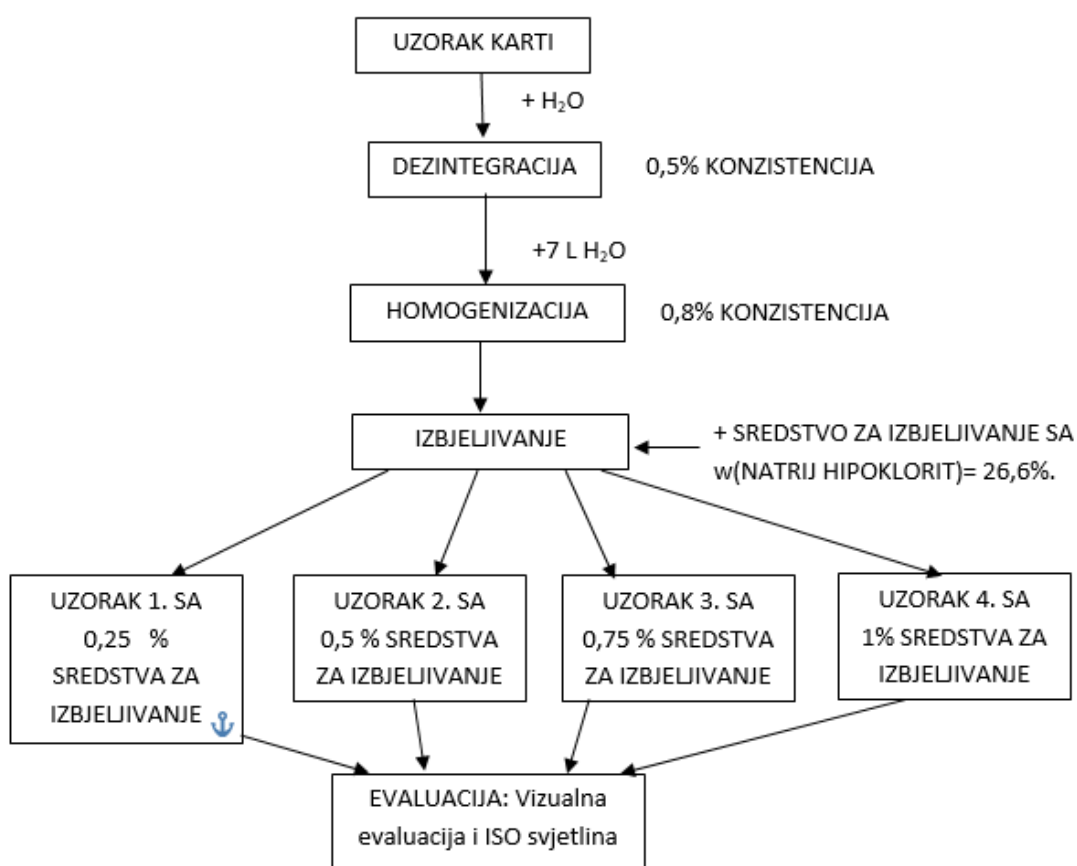 UZORAK KARTI
+ H₂O
DEZINTEGRACIJA
0,5% KONZISTENCIJA
+7 L H₂O
HOMOGENIZACIJA
0,8% KONZISTENCIJA
IZBJELJIVANJE
+ SREDSTVO ZA IZBJELJIVANJE SA
w(NATRIJ HIPOKLORIT)= 26,6%.
UZORAK 1. SA
0,25 %
SREDSTVA ZA
IZBJELJIVANJE
UZORAK 2. SA
0,5 % SREDSTVA
ZA IZBJELJIVANJE
UZORAK 3. SA
0,75 % SREDSTVA
ZA IZBJELJIVANJE
UZORAK 4. SA
1% SREDSTVA ZA
IZBJELJIVANJE
EVALUACIJA: Vizualna
evaluacija i ISO svjetlina